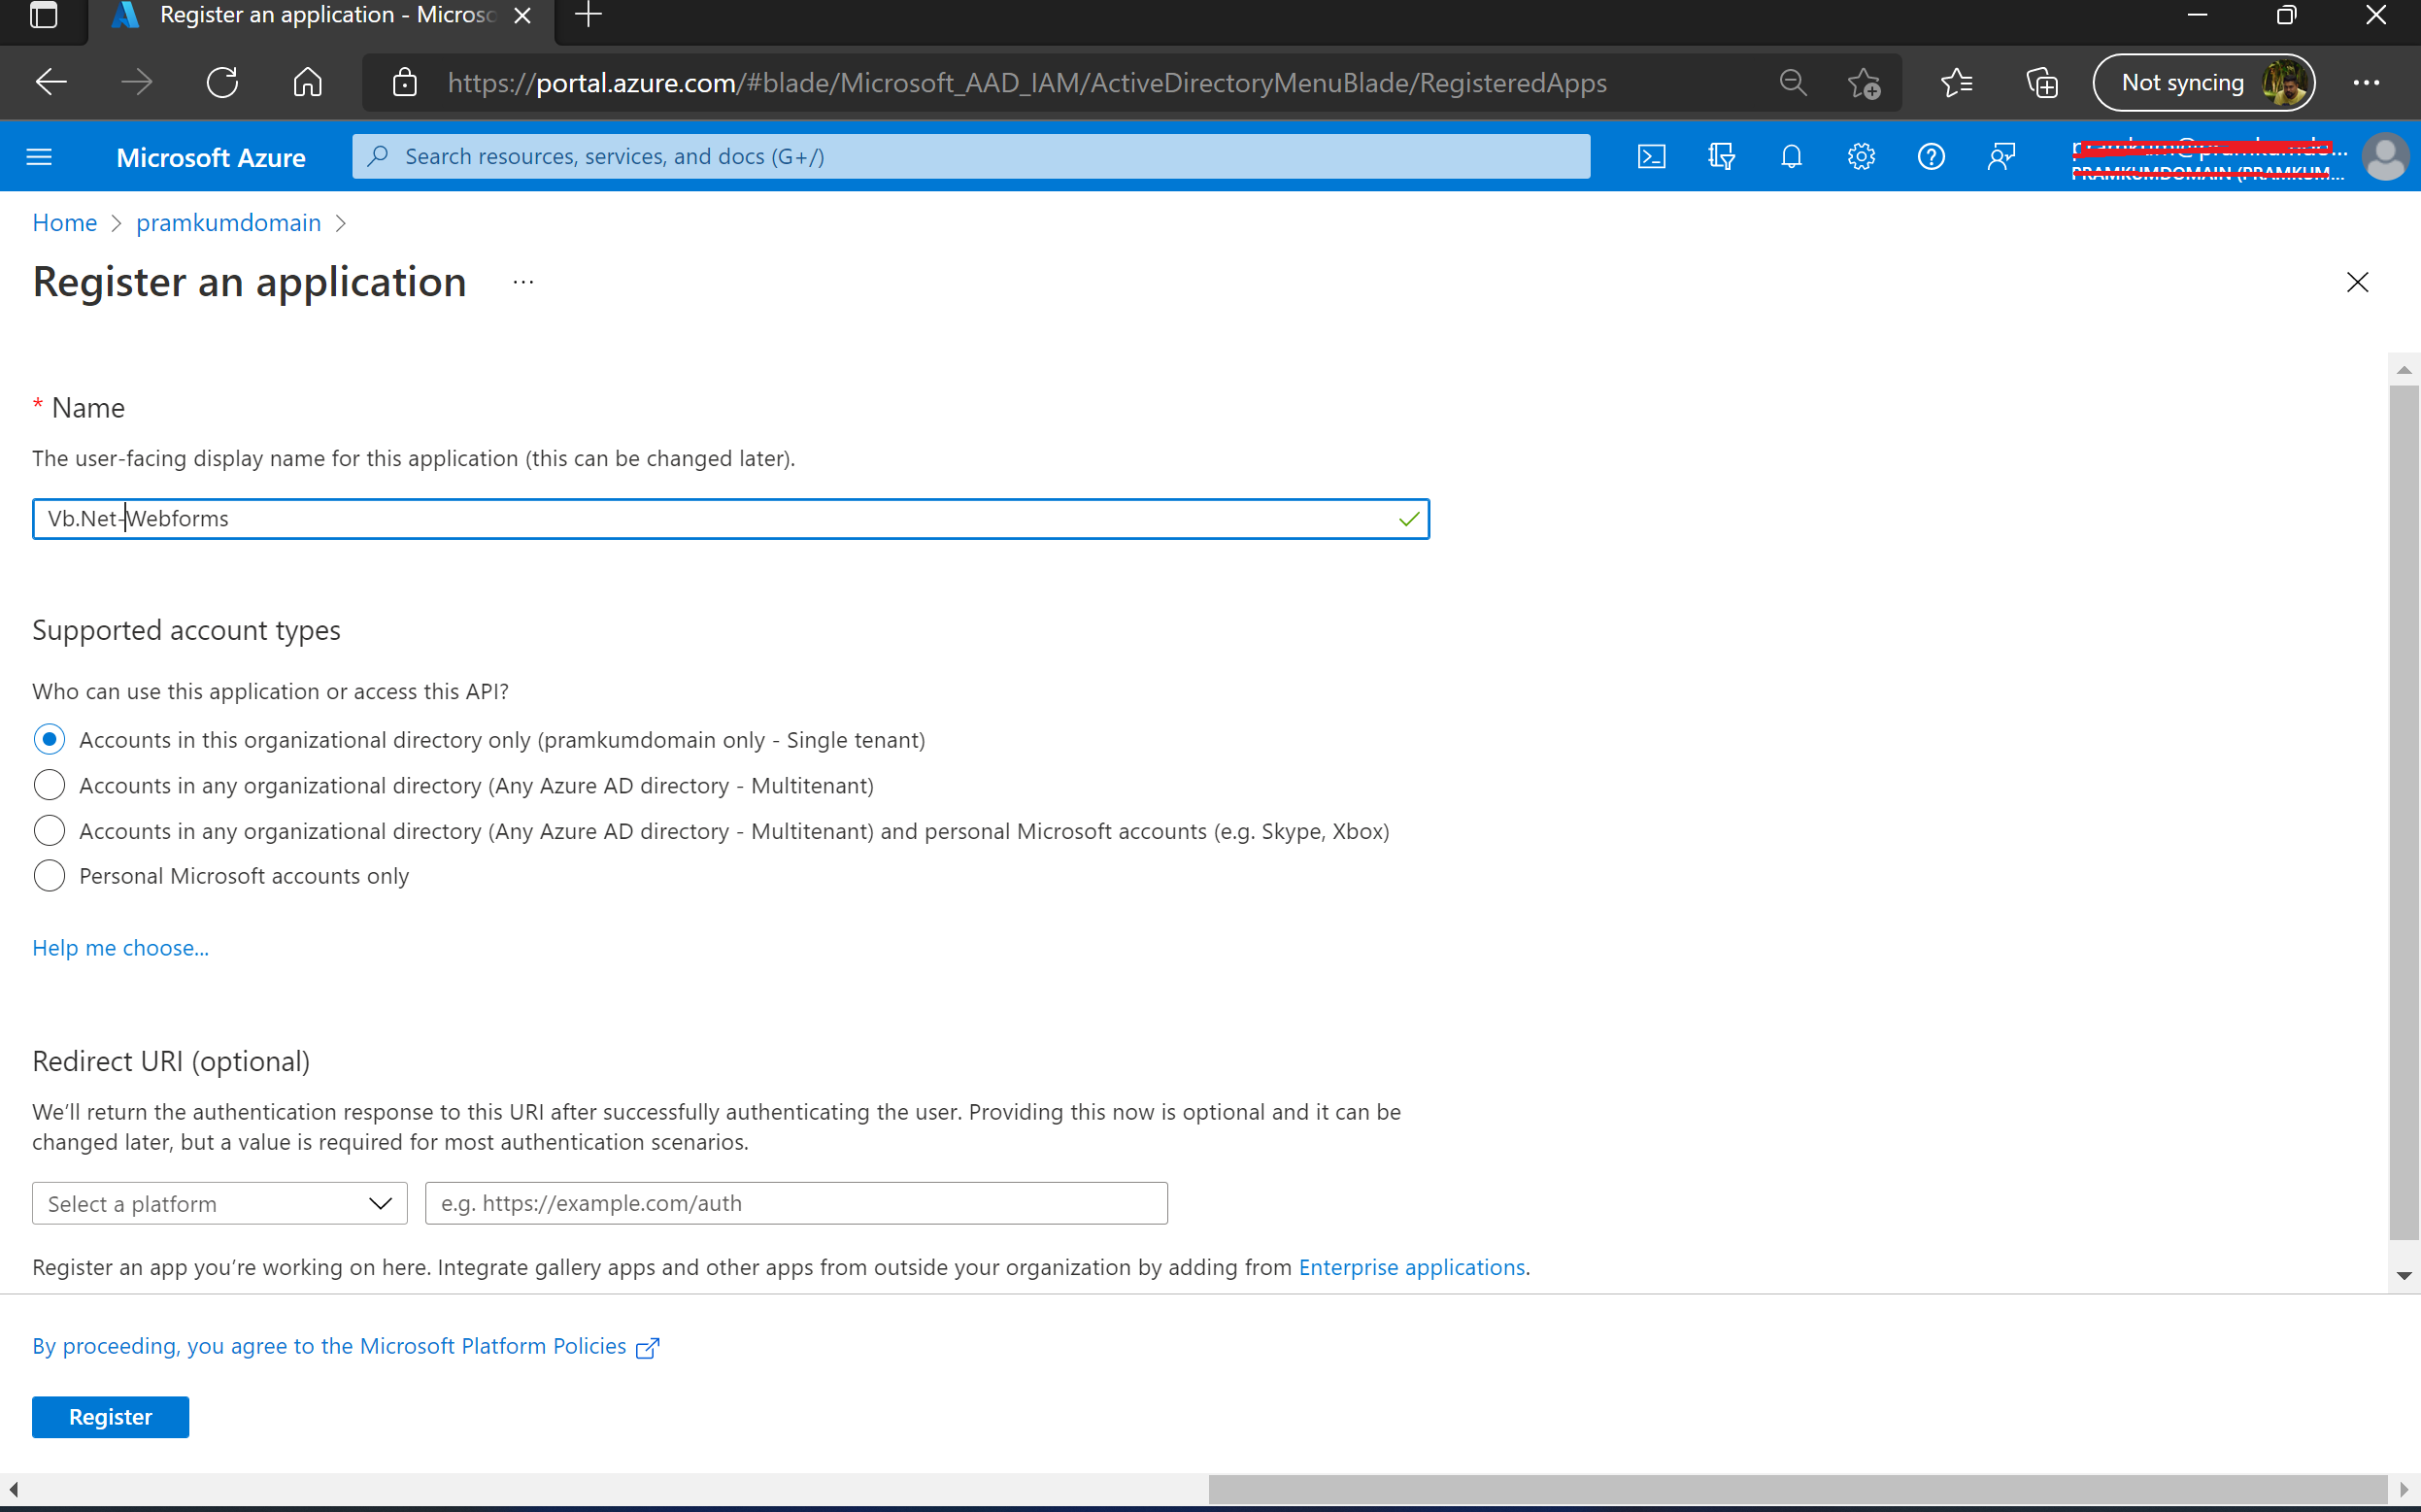 Register an application - Microso
https://portal.azure.com/#blade/Microsoft_AAD_IAM/ActiveDirectoryMenuBlade/RegisteredApps
Not syncing
Microsoft Azure
Search resources, services, and docs (G+/)
Home > pramkumdomain >
Register an application ...
* Name
The user-facing display name for this application (this can be changed later).
Vb.Net-Webforms
Supported account types
Who can use this application or access this API?
Accounts in this organizational directory only (pramkumdomain only - Single tenant)
Accounts in any organizational directory (Any Azure AD directory - Multitenant)
Accounts in any organizational directory (Any Azure AD directory - Multitenant) and personal Microsoft accounts (e.g. Skype, Xbox)
Personal Microsoft accounts only
Help me choose...
Redirect URI (optional)
We'll return the authentication response to this URI after successfully authenticating the user. Providing this now is optional and it can be
changed later, but a value is required for most authentication scenarios.
Select a platform
e.g. https://example.com/auth
Register an app you're working on here. Integrate gallery apps and other apps from outside your organization by adding from Enterprise applications.
By proceeding, you agree to the Microsoft Platform Policies
Register